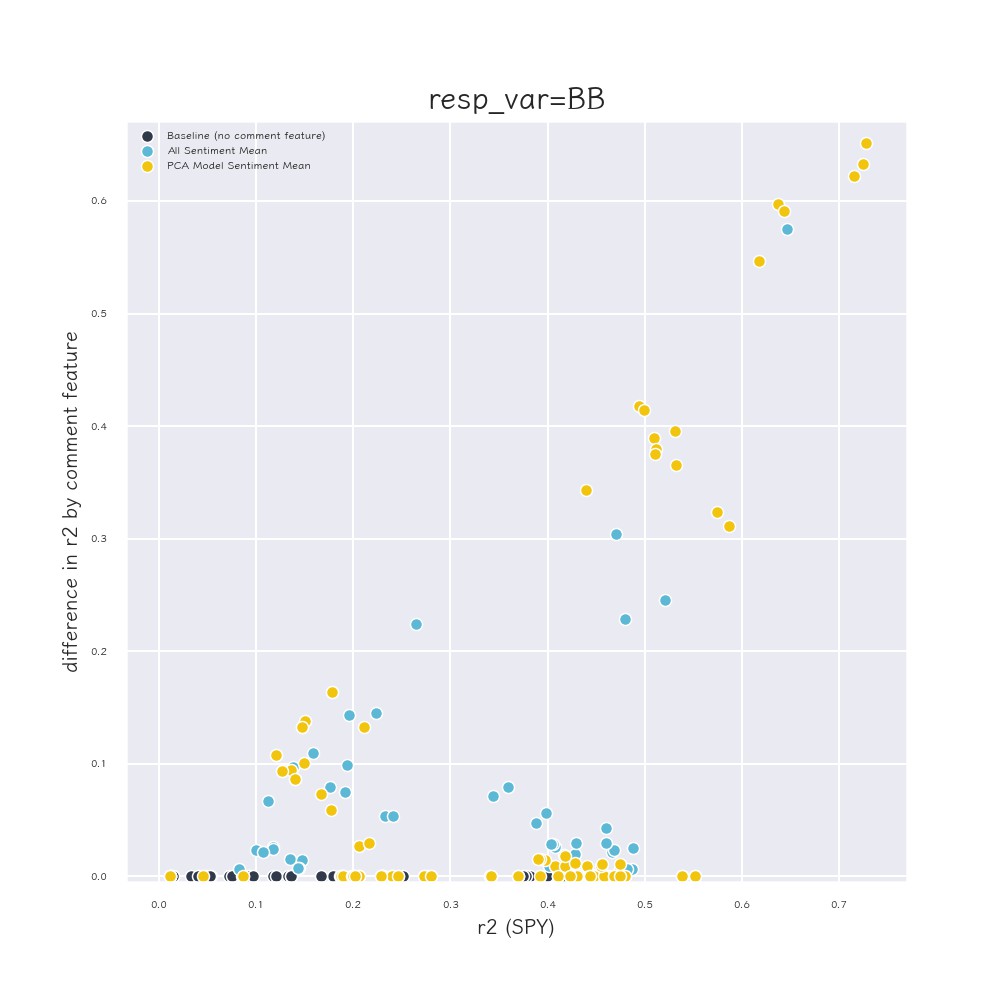 resp_var=BB
Baseline (no comment feature)
All Sentiment Mean
PCA Model Sentiment Mean
difference in r2 by comment feature
0.6
0.5
0.4
0.3
0.2
0.1
0.0
0.0 0.1 0.2 0.3 0.4 0.5 0.6 0.7
r2 (SPY)